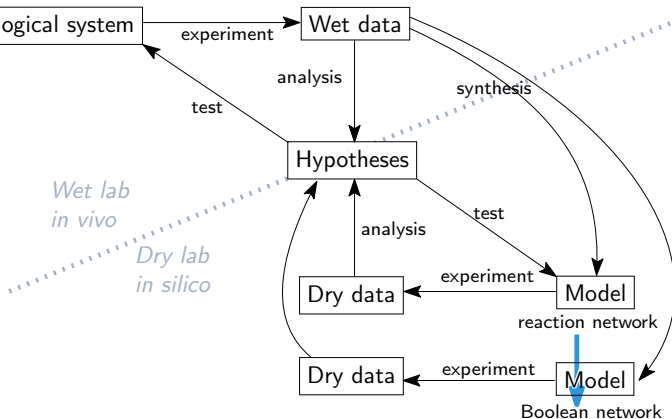 ogical system
experiment
Wet data
analysis
synthesis
test
Hypotheses
Wet lab
in vivo
test
analysis
Dry lab
in silico
experiment
Dry data
Model
reaction network
experiment
Dry data
Model
Boolean network